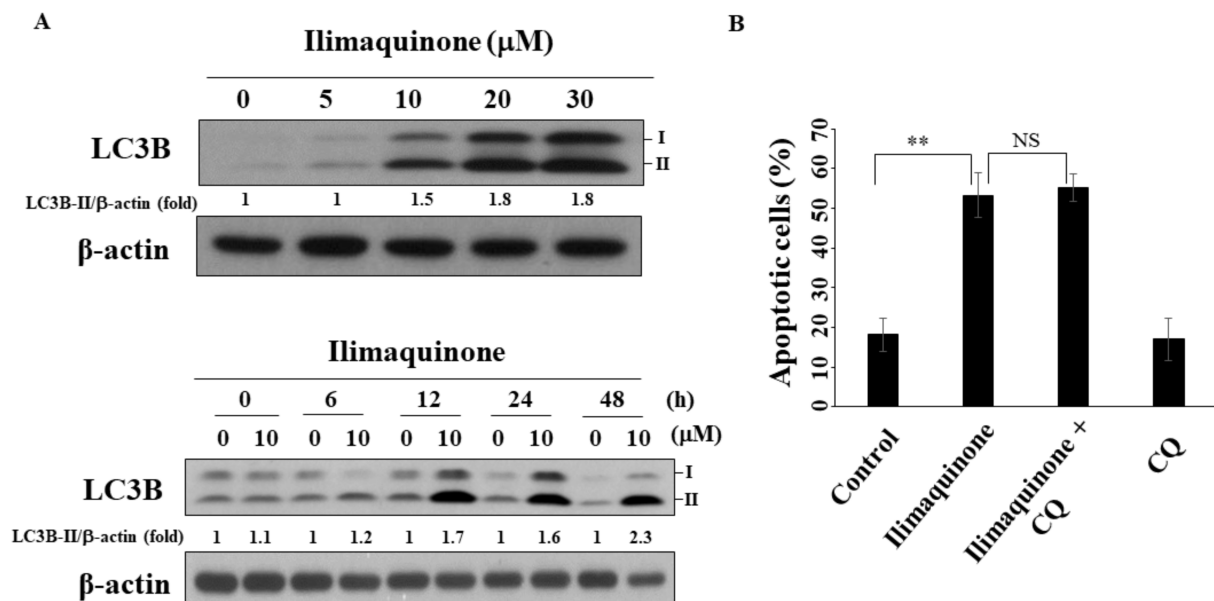 A
Ilimaquinone (μM)
0 5 10 20 30
LC3B
I
II
LC3B-II/β-actin (fold) 1 1 1.5 1.8 1.8
β-actin
Ilimaquinone
0 6 12 24 48 (h)
0 10 0 10 0 10 0 10 0 10 (μM)
LC3B
I
II
LC3B-II/β-actin (fold) 1 1.1 1 1.2 1 1.7 1 1.6 1 2.3
β-actin
B
Apoptotic cells (%)
70
60
50
40
30
20
10
0
**
NS
Control
Ilimaquinone
Ilimaquinone +
CQ
CQ